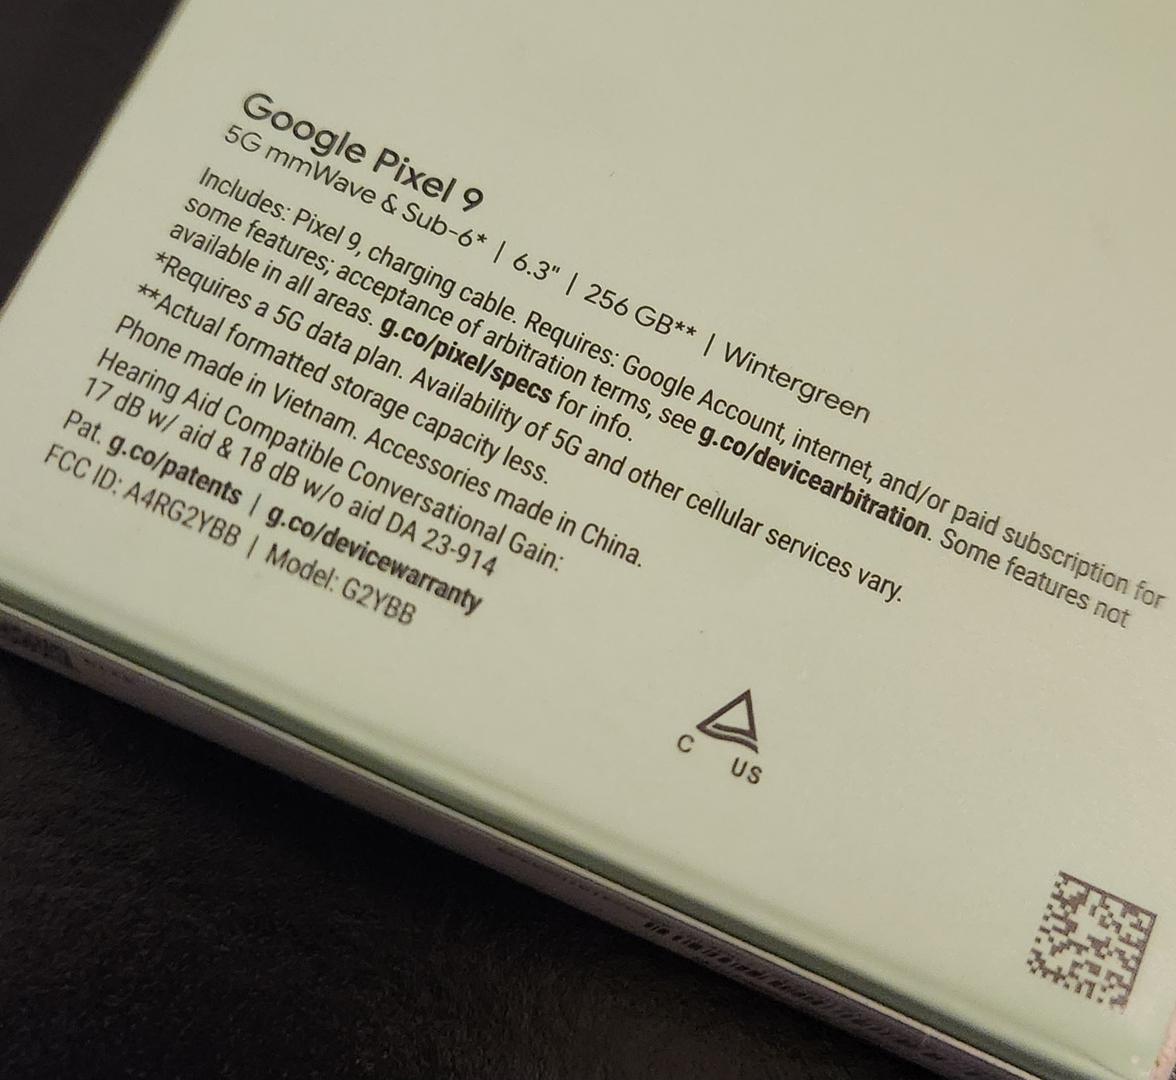 Google Pixel 9
5G mmWave & Sub-6* | 6.3" | 256 GB** | Wintergreen
Includes: Pixel 9, charging cable. Requires: Google Account, internet, and/or paid subscription for
some features; acceptance of arbitration terms, see g.co/devicearbitration. Some features not
available in all areas. g.co/pixel/specs for info.
*Requires a 5G data plan. Availability of 5G and other cellular services vary.
**Actual formatted storage capacity less.
Phone made in Vietnam. Accessories made in China.
Hearing Aid Compatible Conversational Gain:
17 dB w/ aid & 18 dB w/o aid DA 23-914
Pat. g.co/patents | g.co/devicewarranty
FCC ID: A4RG2YBB | Model: G2YBB
C US